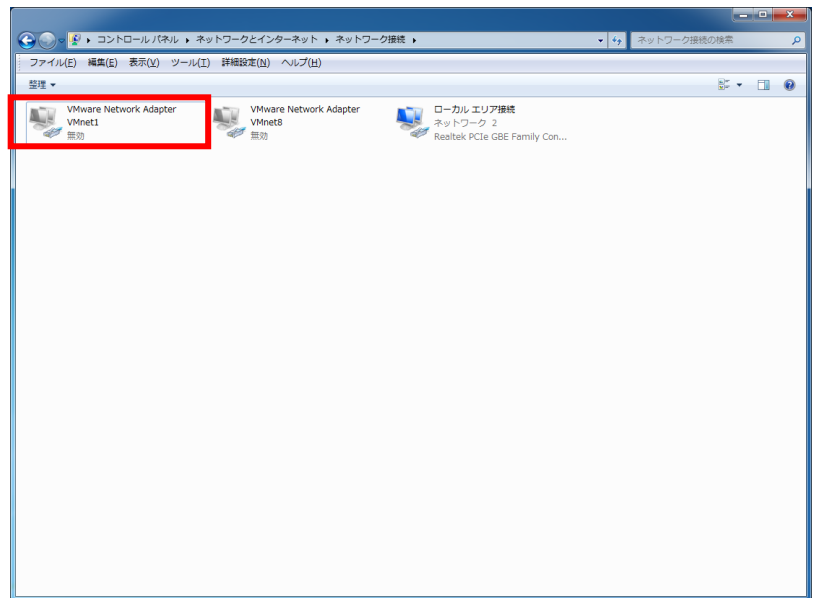 コントロール パネル ▸ ネットワークとインターネット ▸ ネットワーク接続 ▸
ネットワーク接続の検索
ファイル(F) 編集(E) 表示(V) ツール(T) 詳細設定(N) ヘルプ(H)
整理
VMware Network Adapter
VMnet1
無効
VMware Network Adapter
VMnet8
無効
ローカル エリア接続
ネットワーク 2
Realtek PCIe GBE Family Con...